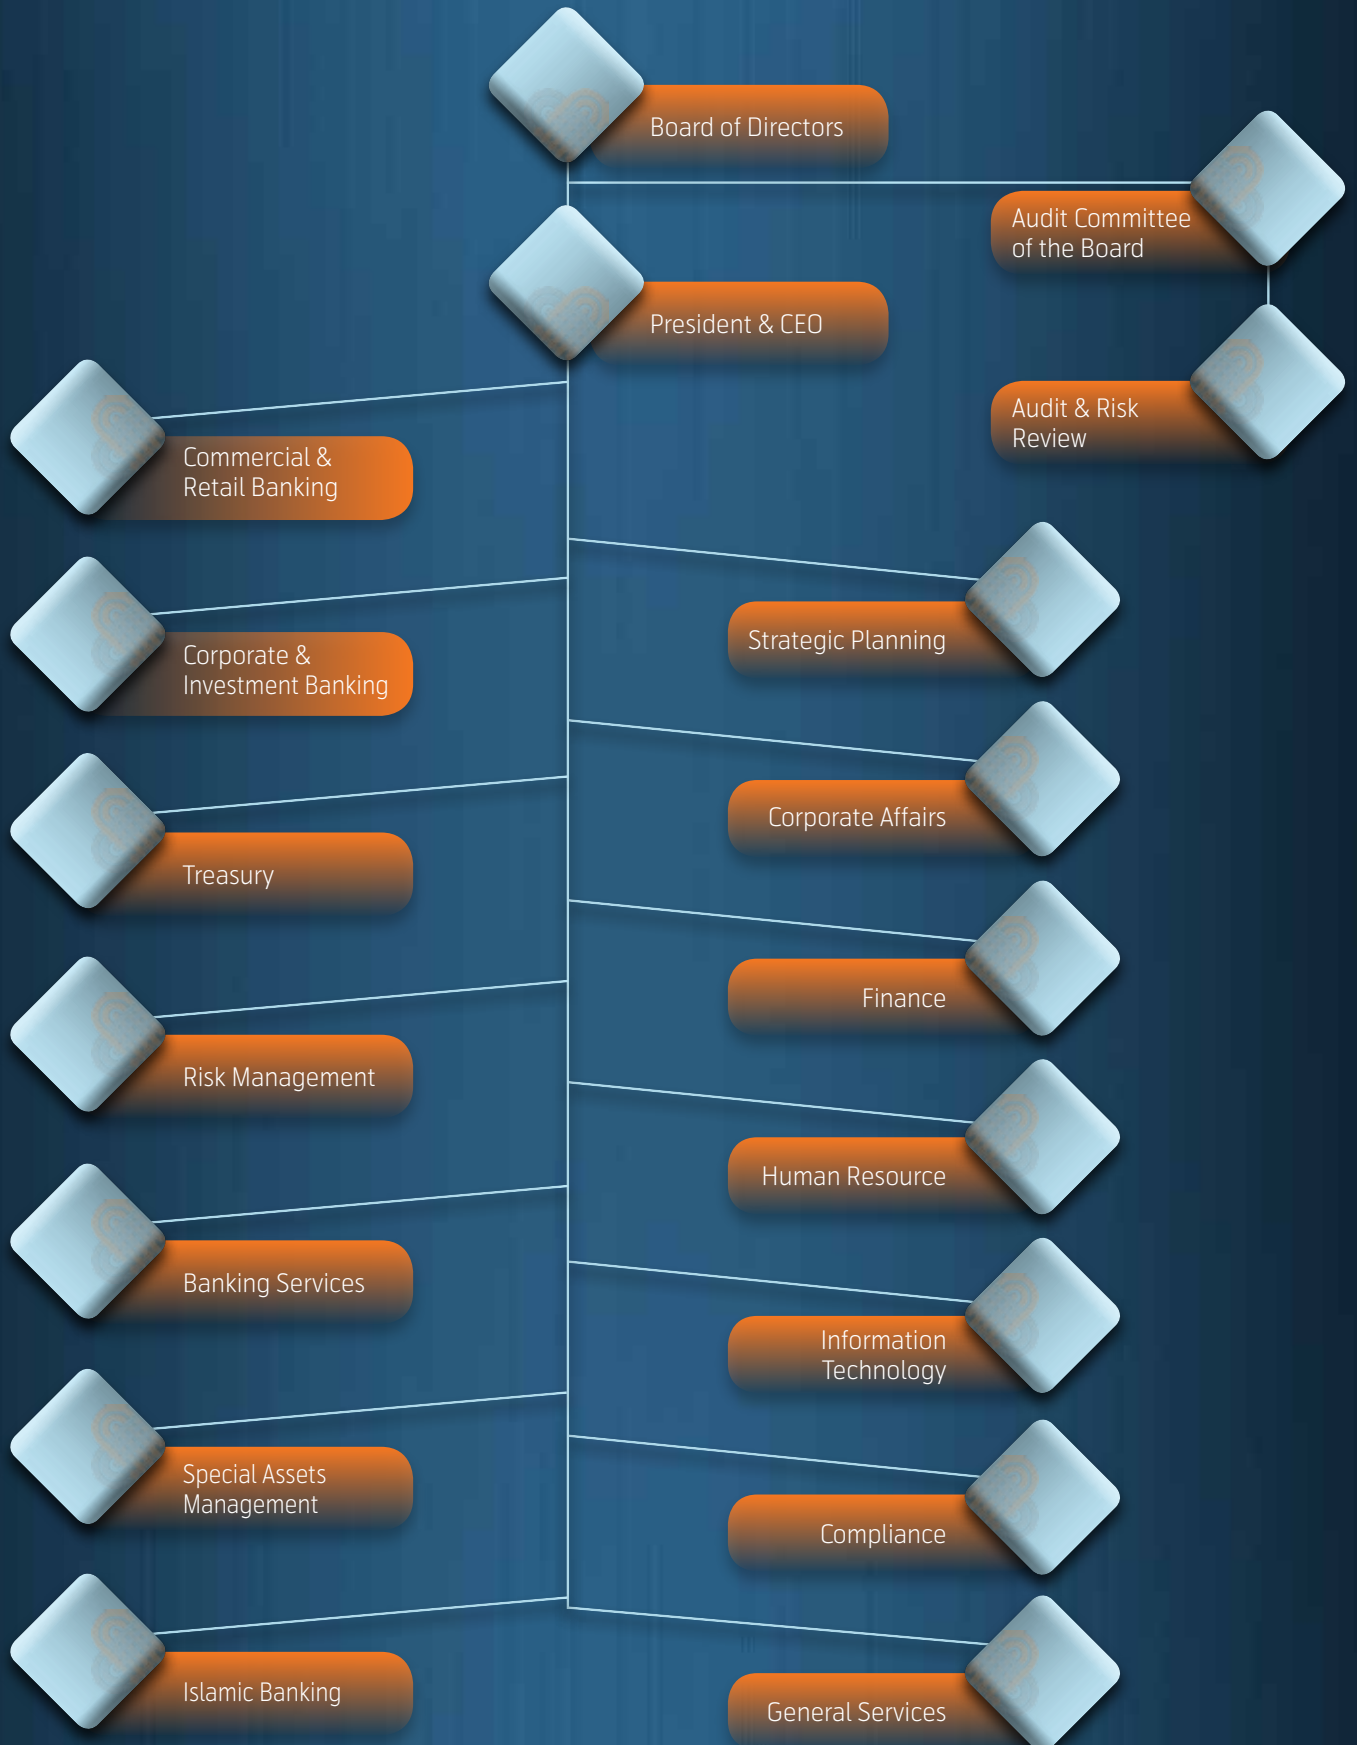 Board of Directors
Audit Committee
of the Board
President & CEO
Audit & Risk
Review
Commercial &
Retail Banking
Strategic Planning
Corporate &
Investment Banking
Corporate Affairs
Treasury
Finance
Risk Management
Human Resource
Banking Services
Information
Technology
Special Assets
Management
Compliance
Islamic Banking
General Services